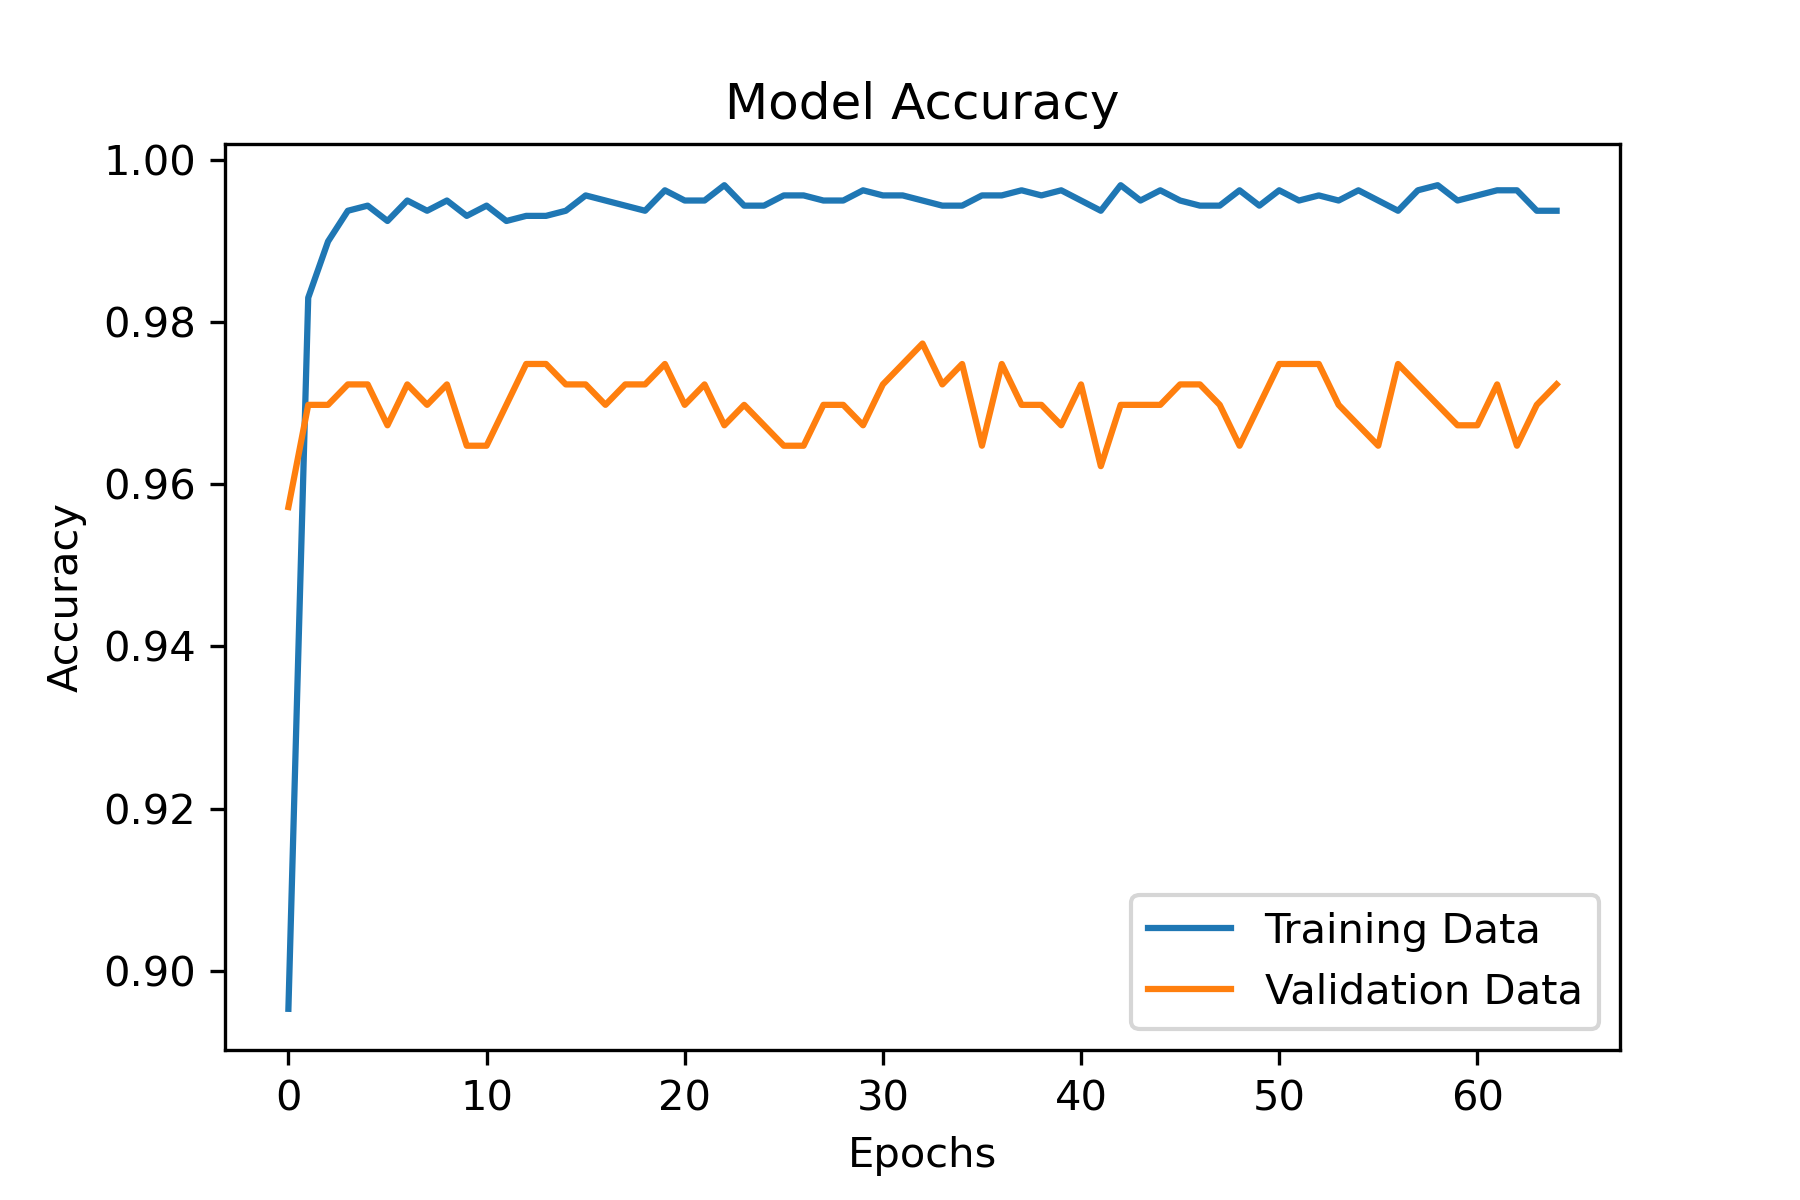 Model Accuracy
1.00
0.98
0.96
0.94
0.92
0.90
Accuracy
Training Data
Validation Data
0 10 20 30 40 50 60
Epochs